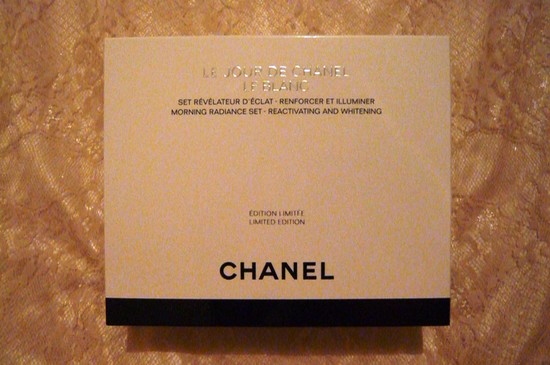 LE JOUR DE CHANEL
LE BLANC
SET RÉVÉLATEUR D'ÉCLAT · RENFORCER ET ILLUMINER
MORNING RADIANCE SET · REACTIVATING AND WHITENING
EDITION LIMITÉE
LIMITED EDITION
CHANEL